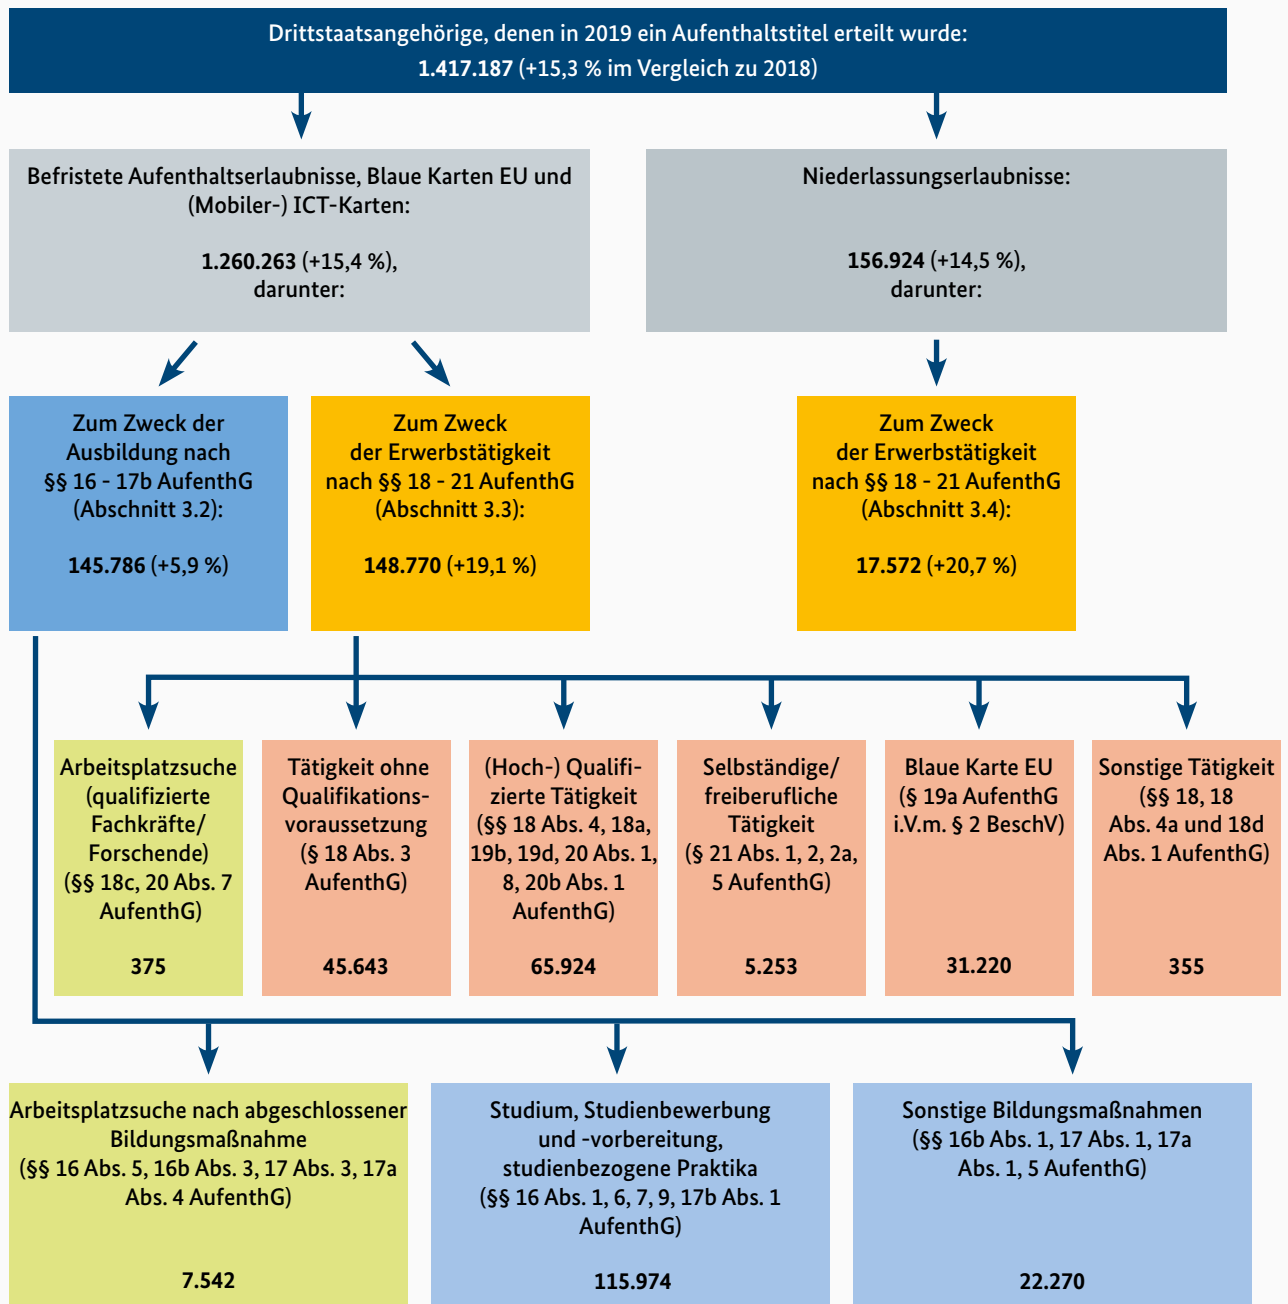 Drittstaatsangehörige, denen in 2019 ein Aufenthaltstitel erteilt wurde:
1.417.187 (+15,3 % im Vergleich zu 2018)
Befristete Aufenthaltserlaubnisse, Blaue Karten EU und
(Mobiler-) ICT-Karten:
1.260.263 (+15,4 %),
darunter:
Niederlassungserlaubnisse:
156.924 (+14,5 %),
darunter:
Zum Zweck der
Ausbildung nach
§§ 16 - 17b AufenthG
(Abschnitt 3.2):
145.786 (+5,9 %)
Zum Zweck
der Erwerbstätigkeit
nach §§ 18 - 21 AufenthG
(Abschnitt 3.3):
148.770 (+19,1 %)
Zum Zweck
der Erwerbstätigkeit
nach §§ 18 - 21 AufenthG
(Abschnitt 3.4):
17.572 (+20,7 %)
Arbeitsplatzsuche
(qualifizierte
Fachkräfte/
Forschende)
(§§ 18c, 20 Abs. 7
AufenthG)
375
Tätigkeit ohne
Qualifikations-
voraussetzung
(§ 18 Abs. 3
AufenthG)
45.643
(Hoch-) Qualifi-
zierte Tätigkeit
(§§ 18 Abs. 4, 18a,
19b, 19d, 20 Abs. 1,
8, 20b Abs. 1
AufenthG)
65.924
Selbständige/
freiberufliche
Tätigkeit
(§ 21 Abs. 1, 2, 2a,
5 AufenthG)
5.253
Blaue Karte EU
(§ 19a AufenthG
i.V.m. § 2 BeschV)
31.220
Sonstige Tätigkeit
(§§ 18, 18
Abs. 4a und 18d
Abs. 1 AufenthG)
355
Arbeitsplatzsuche nach abgeschlossener
Bildungsmaßnahme
(§§ 16 Abs. 5, 16b Abs. 3, 17 Abs. 3, 17a
Abs. 4 AufenthG)
7.542
Studium, Studienbewerbung
und -vorbereitung,
studienbezogene Praktika
(§§ 16 Abs. 1, 6, 7, 9, 17b Abs. 1
AufenthG)
115.974
Sonstige Bildungsmaßnahmen
(§§ 16b Abs. 1, 17 Abs. 1, 17a
Abs. 1, 5 AufenthG)
22.270